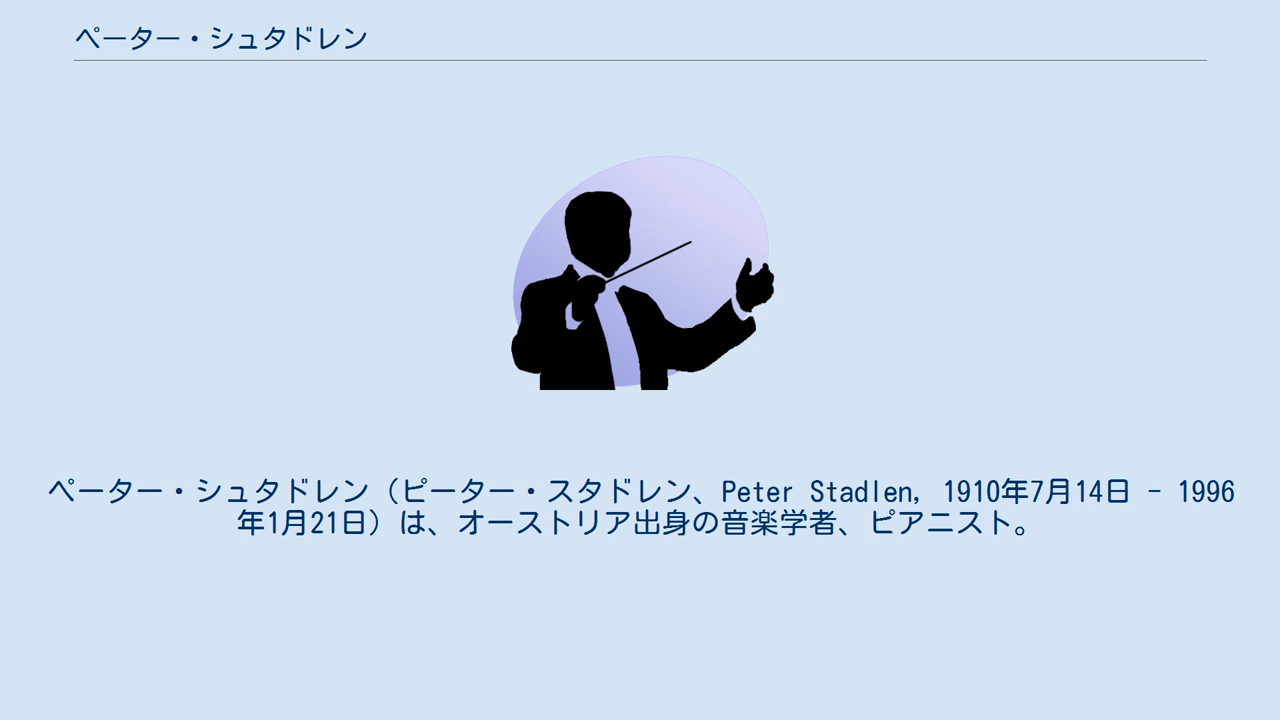 ペーター・シュタドレン
ペーター・シュタドレン（ピーター・スタドレン、Peter Stadlen, 1910年7月14日 - 1996
年1月21日）は、オーストリア出身の音楽学者、ピアニスト。